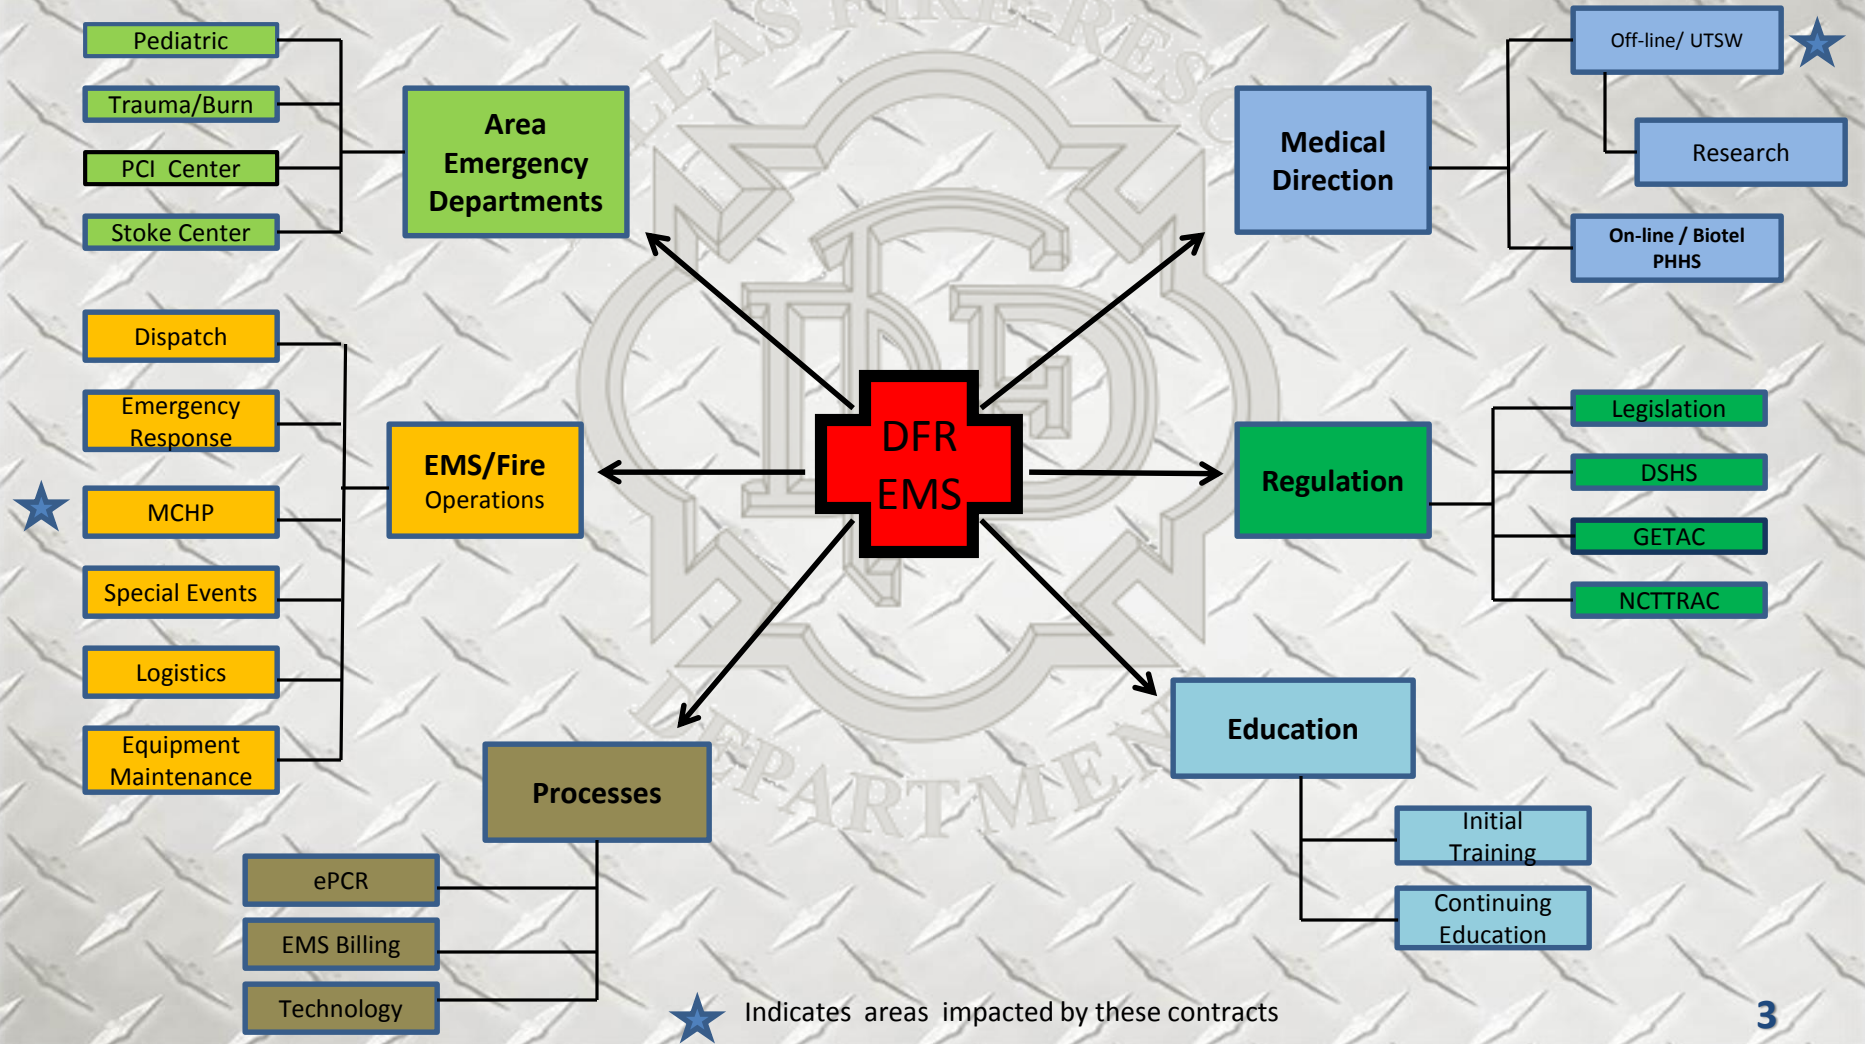 Pediatric
Trauma/Burn
PCI Center
Stoke Center
Area
Emergency
Departments
Medical
Direction
Off-line/ UTSW
Research
On-line / Biotel
PHHS
Dispatch
Emergency
Response
MCHP
Special Events
Logistics
Equipment
Maintenance
EMS/Fire
Operations
DFR
EMS
Regulation
Legislation
DSHS
GETAC
NCTTRAC
Processes
ePCR
EMS Billing
Technology
Education
Initial
Training
Continuing
Education
Indicates areas impacted by these contracts
3
DEPARTMENT